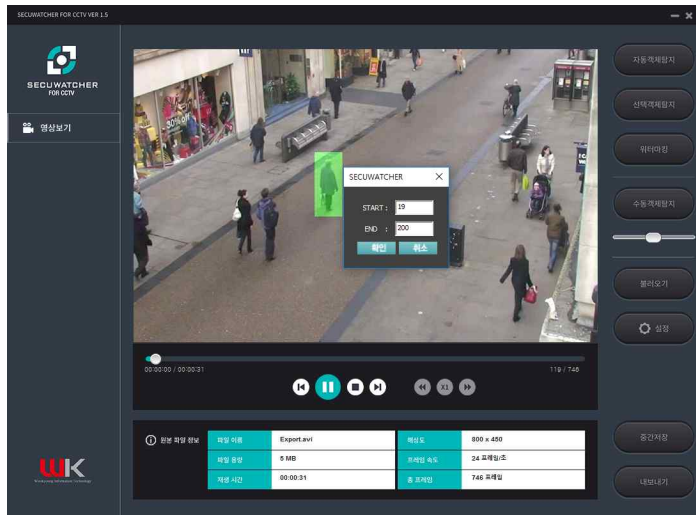 SECUWATCHER FOR CCTV VER 1.5
SECUWATCHER
FOR CCTV
영상보기
30% off
SECUWATCHER
START : 19
END : 200
확인 취소
자동객체탐지
선택객체탐지
워터마킹
수동객체탐지
불러오기
설정
중간저장
내보내기
00:00:00 / 00:00:31
119 / 746
X1
원본 파일 정보
파일 이름 Export.avi 해상도 800 x 450
파일 용량 5 MB 프레임 속도 24 프레임/초
재생 시간 00:00:31 총 프레임 746 프레임
WK